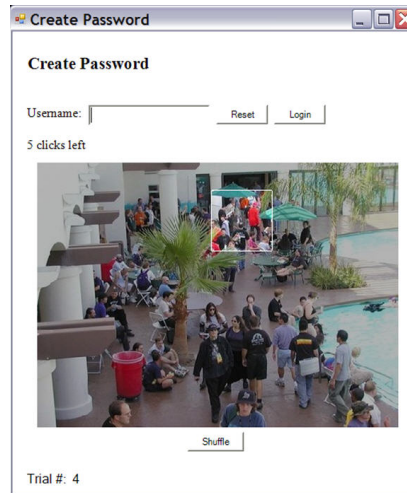 Create Password
Create Password
Username: Reset Login
5 clicks left
Shuffle
Trial #: 4